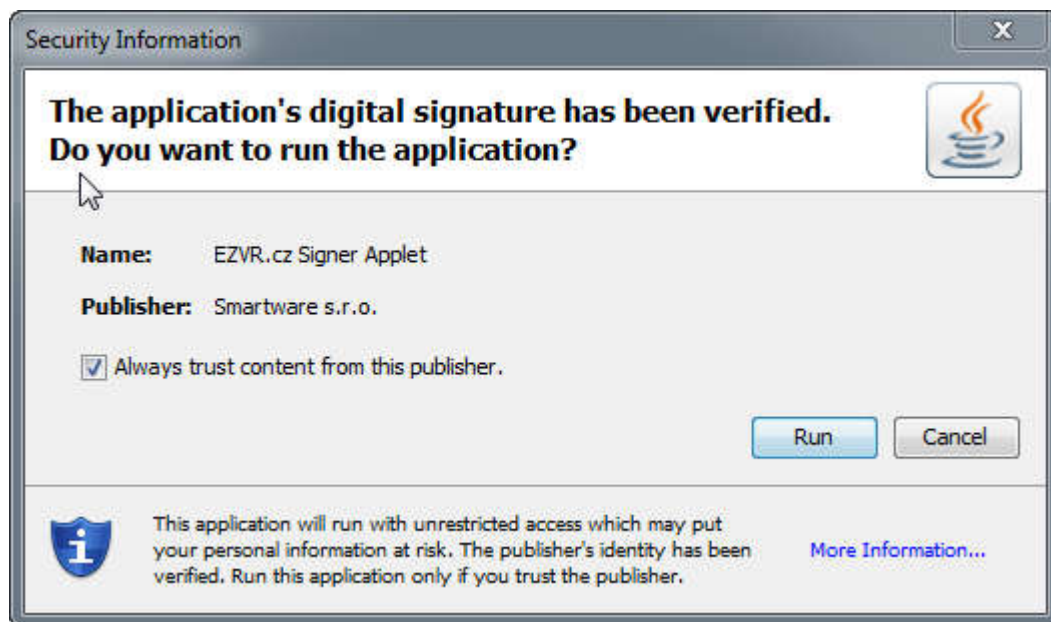 Security Information
The application's digital signature has been verified.
Do you want to run the application?
Name: EZVR.cz Signer Applet
Publisher: Smartware s.r.o.
Always trust content from this publisher.
Run Cancel
This application will run with unrestricted access which may put
your personal information at risk. The publisher's identity has been
verified. Run this application only if you trust the publisher.
More Information...